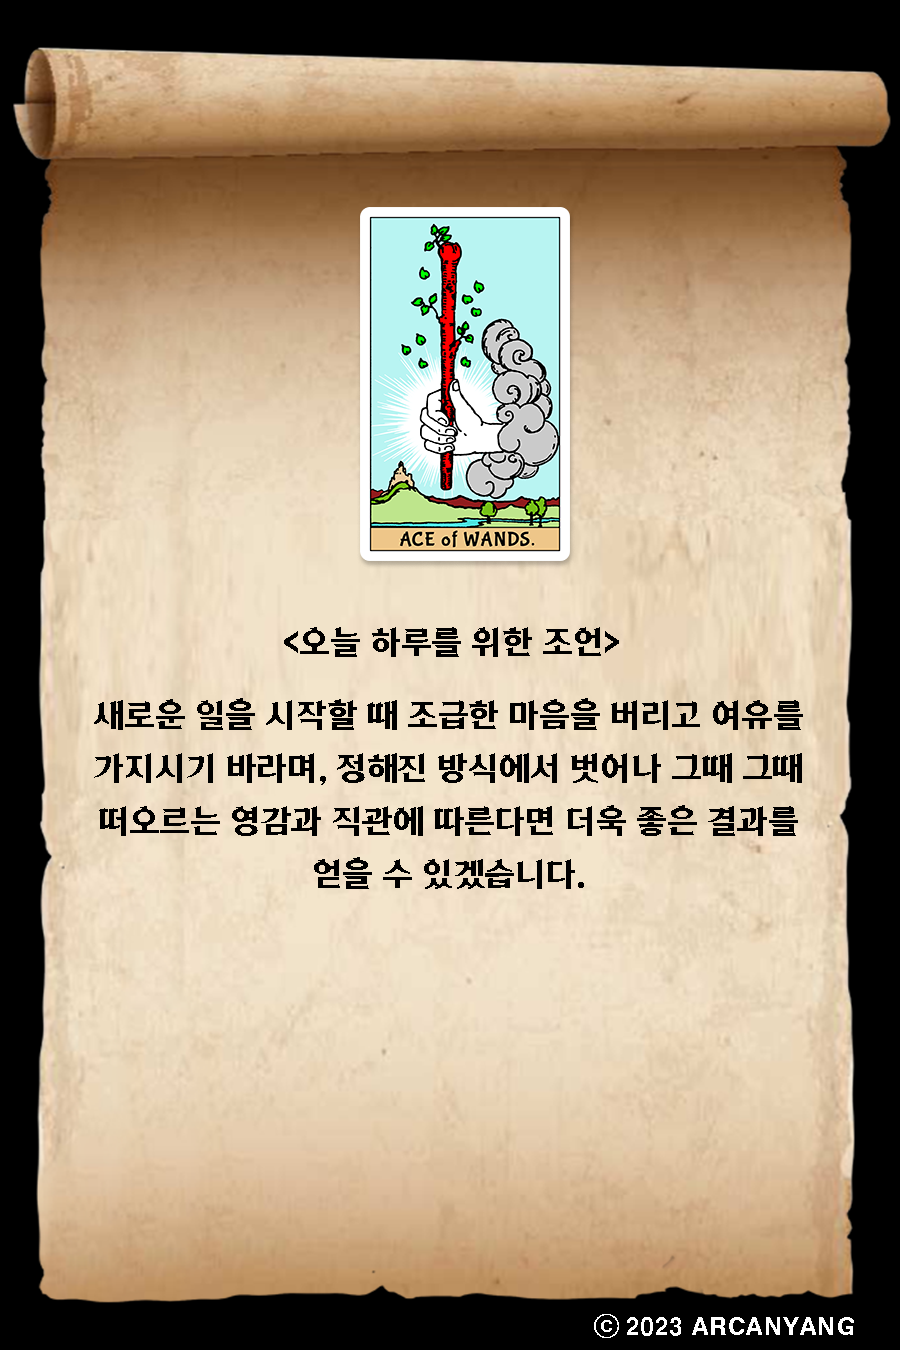 ACE of WANDS.
<오늘 하루를 위한 조언>
새로운 일을 시작할 때 조급한 마음을 버리고 여유를
가지시기 바라며, 정해진 방식에서 벗어나 그때 그때
떠오르는 영감과 직관에 따른다면 더욱 좋은 결과를
얻을 수 있겠습니다.
ⓒ 2023 ARCANYANG